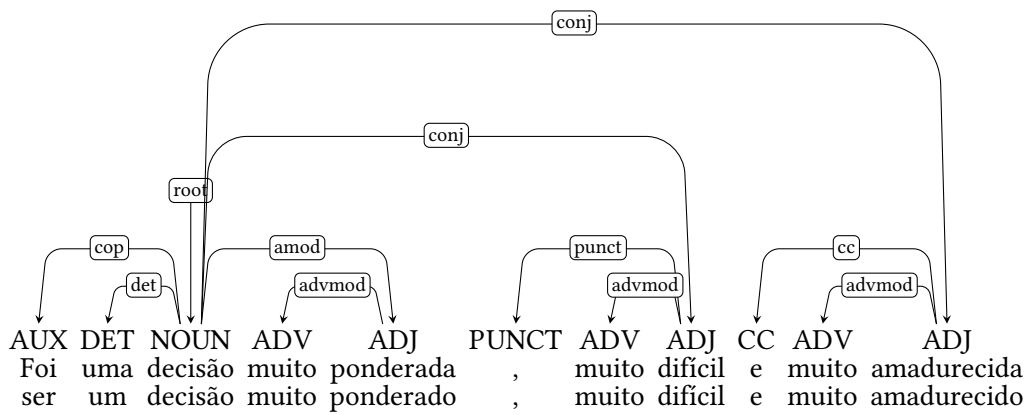 conj
conj
root
cop amod punct cc
det advmod advmod advmod
AUX DET NOUN ADV ADJ PUNCT ADV ADJ CC ADV ADJ
Foi uma decisão muito ponderada , muito difícil e muito amadurecida
ser um decisão muito ponderado , muito difícil e muito amadurecido